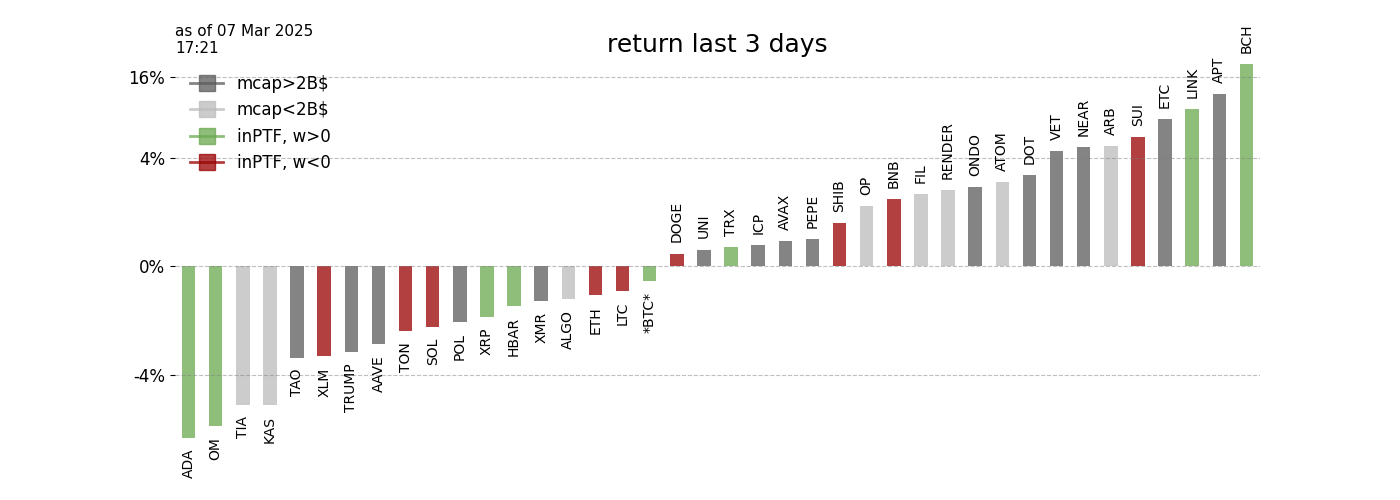 as of 07 Mar 2025
17:21
return last 3 days
16%
4%
0%
-4%
mcap>2B$
mcap<2B$
inPTF, w>0
inPTF, w<0
ADA
OM
TIA
KAS
TAO
XLM
TRUMP
AAVE
TON
SOL
POL
XRP
HBAR
XMR
ALGO
ETH
LTC
*BTC*
DOGE
UNI
TRX
ICP
AVAX
PEPE
SHIB
OP
BNB
FIL
RENDER
ONDO
ATOM
DOT
VET
NEAR
ARB
SUI
ETC
LINK
APT
BCH